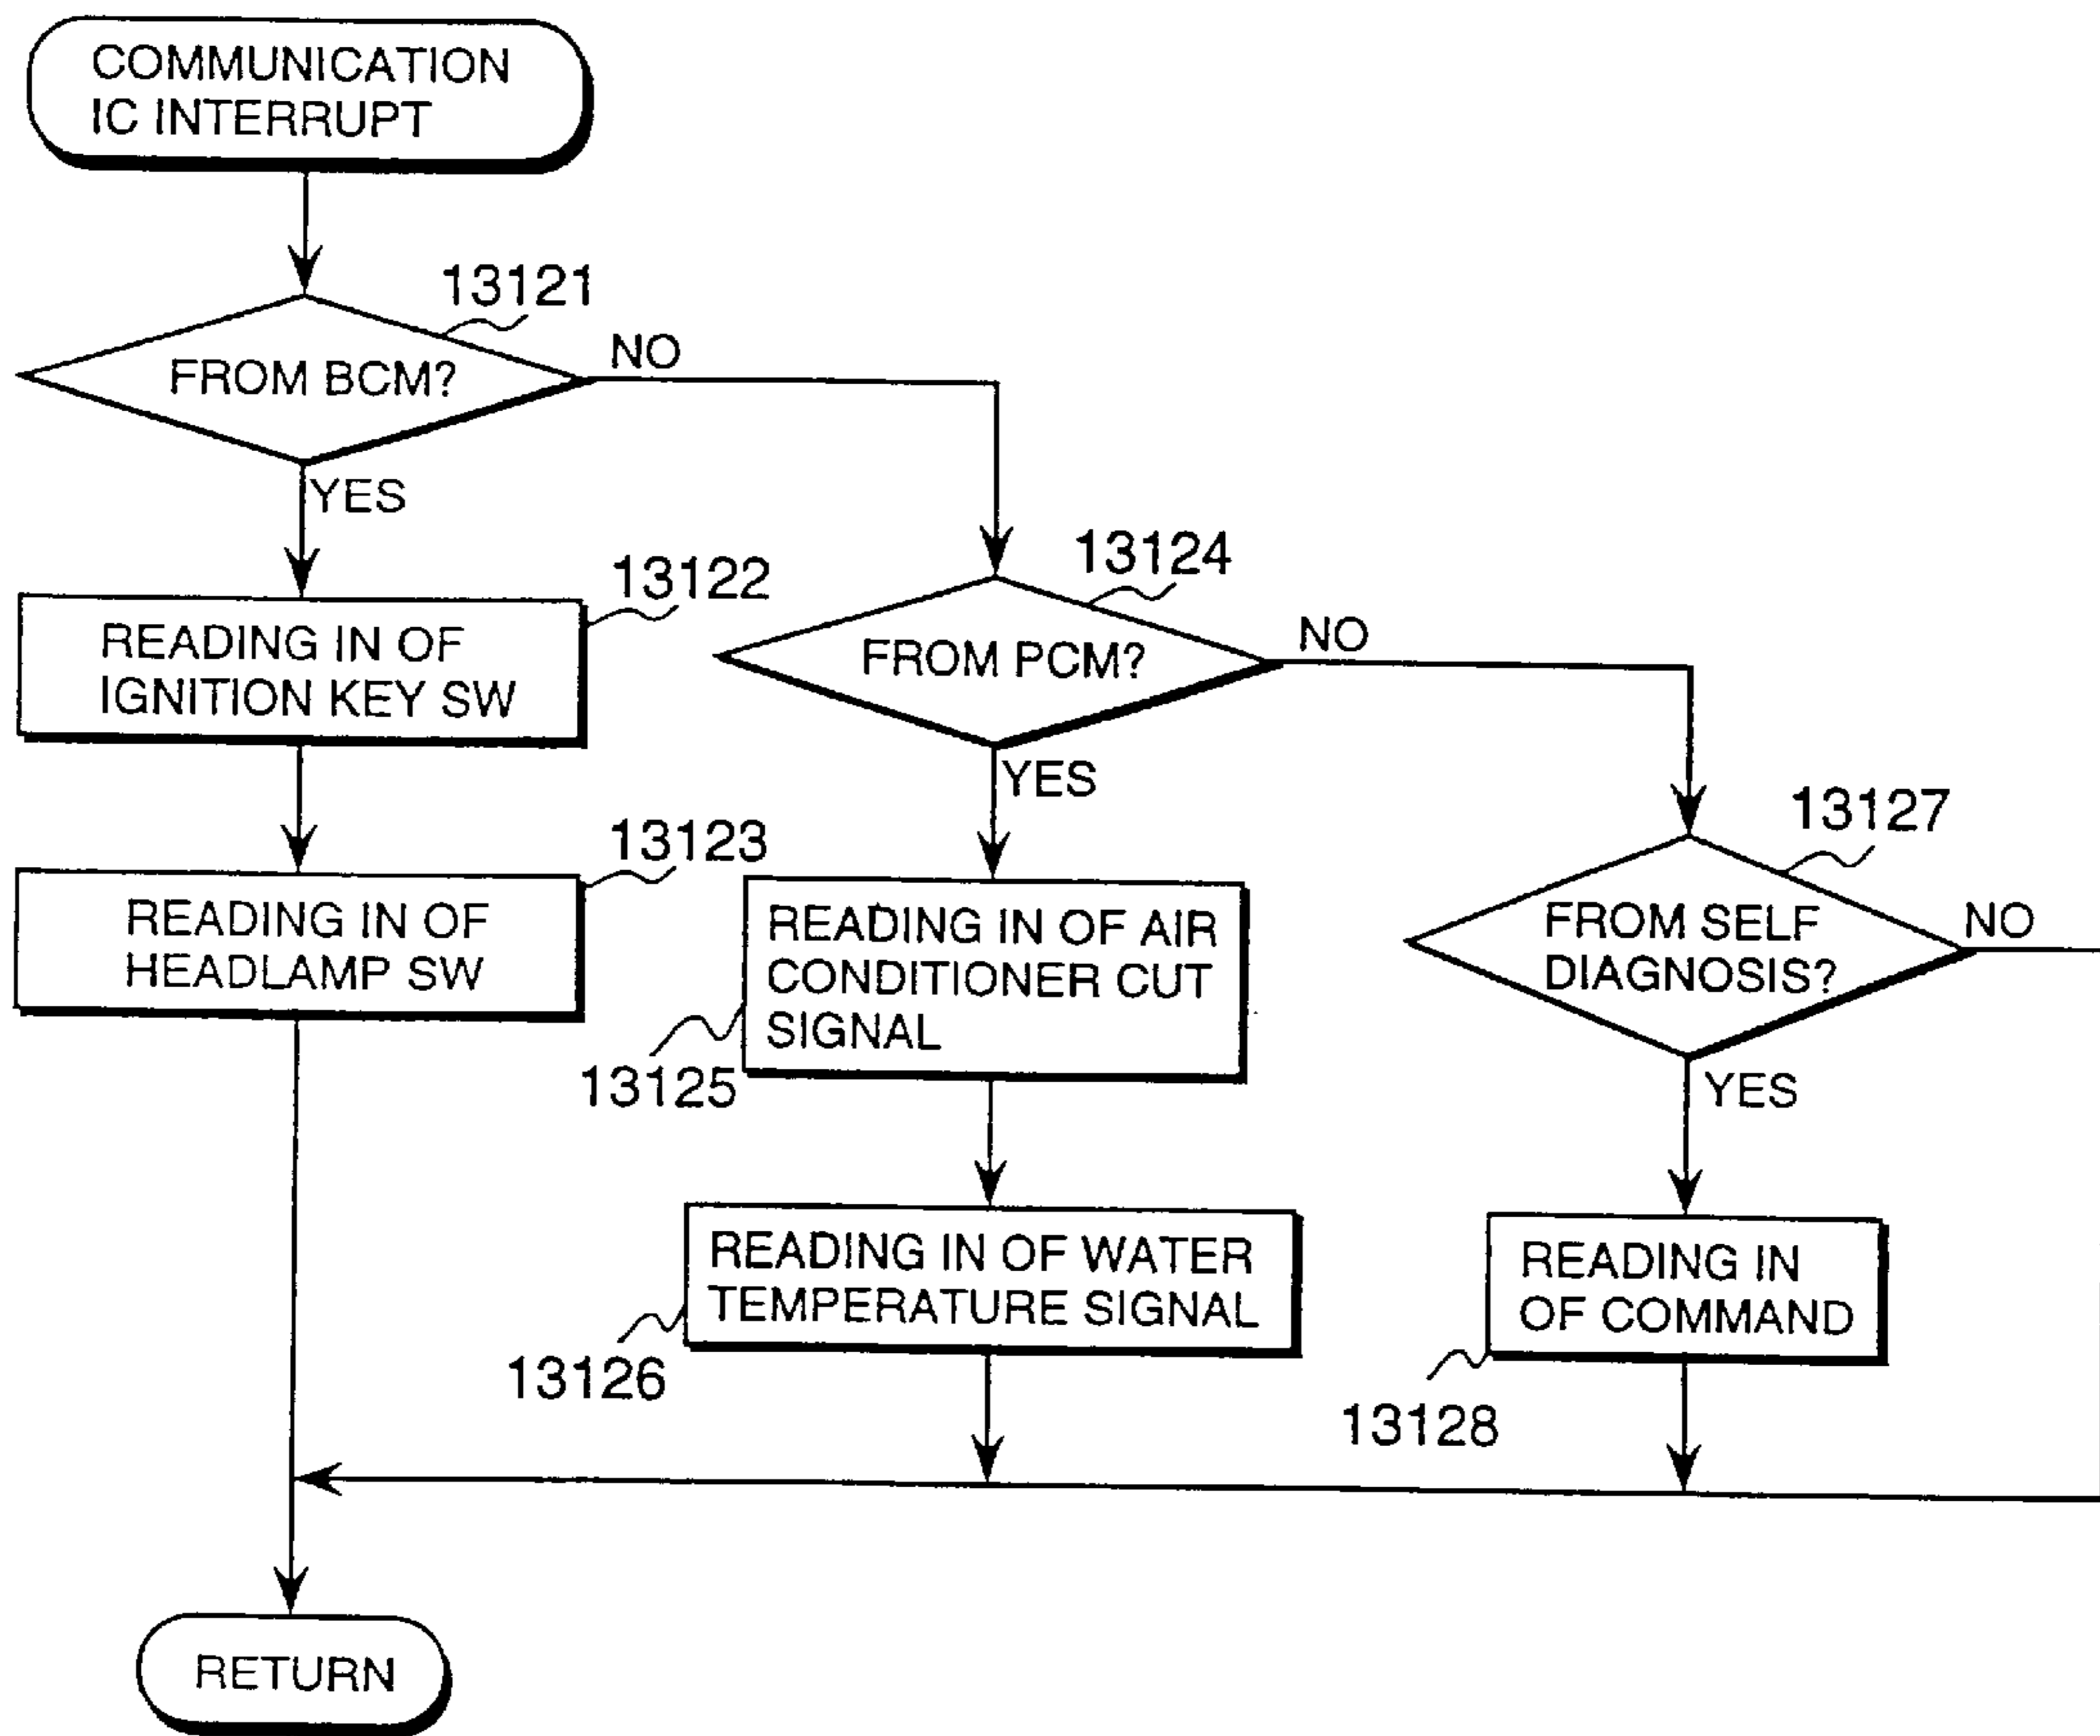 COMMUNICATION
IC INTERRUPT
13121
FROM BCM?
NO
YES
13122
READING IN OF
IGNITION KEY SW
13123
READING IN OF
HEADLAMP SW
13124
FROM PCM?
NO
YES
READING IN OF AIR
CONDITIONER CUT
SIGNAL
13125
READING IN OF WATER
TEMPERATURE SIGNAL
13126
13127
FROM SELF
DIAGNOSIS?
NO
YES
READING IN
OF COMMAND
13128
RETURN